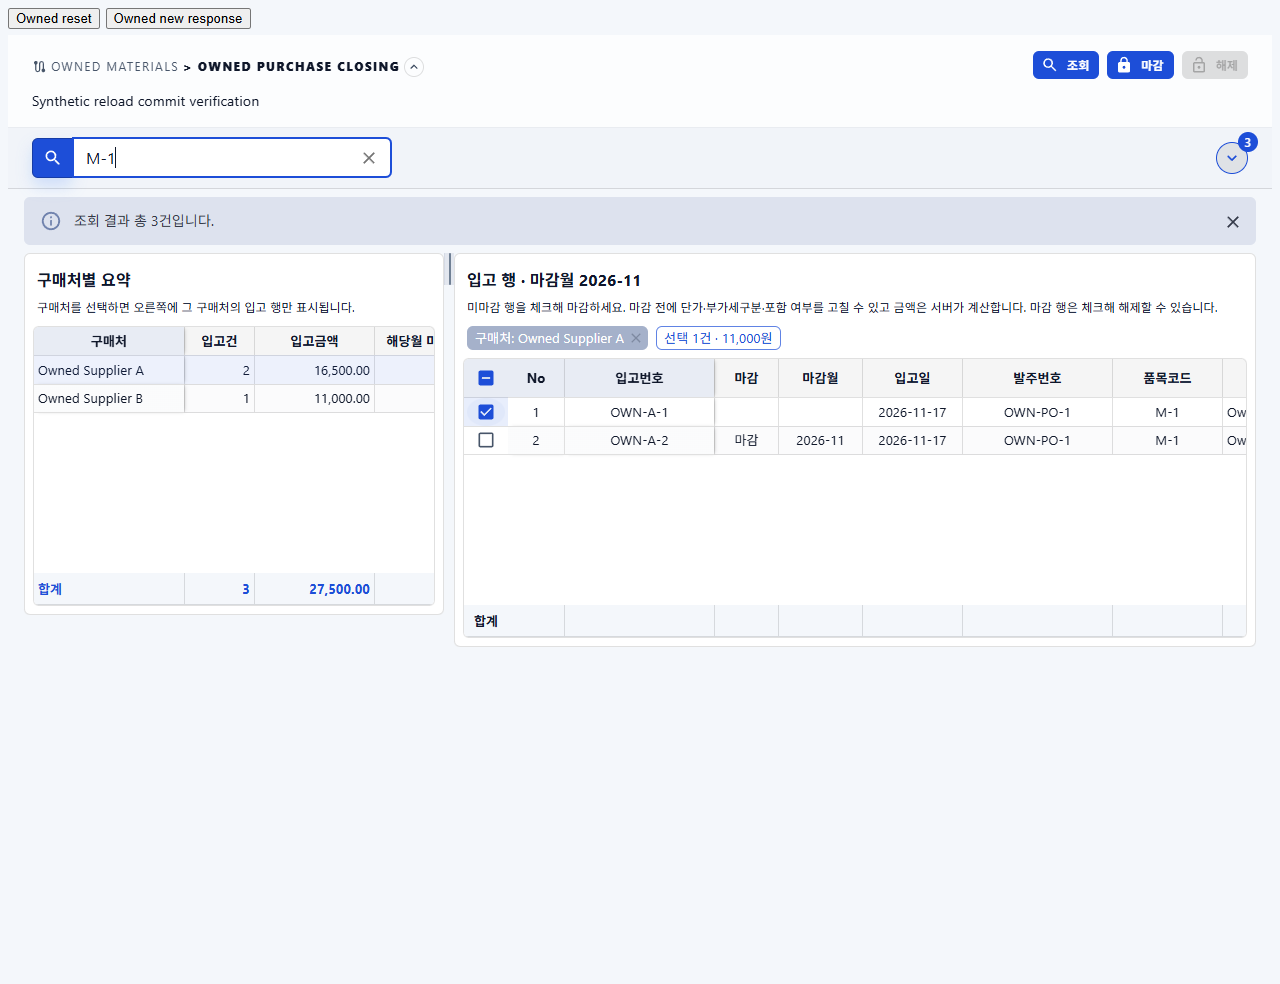 Owned reset Owned new response
OWNED MATERIALS > OWNED PURCHASE CLOSING
조회 마감 해제
Synthetic reload commit verification
M-1
3
조회 결과 총 3건입니다.
구매처별 요약
구매처를 선택하면 오른쪽에 그 구매처의 입고 행만 표시됩니다.
구매처 입고건 입고금액 해당월 마
Owned Supplier A 2 16,500.00
Owned Supplier B 1 11,000.00
합계 3 27,500.00
입고 행 · 마감월 2026-11
미마감 행을 체크해 마감하세요. 마감 전에 단가·부가세구분·포함 여부를 고칠 수 있고 금액은 서버가 계산합니다. 마감 행은 체크해 해제할 수 있습니다.
구매처: Owned Supplier A 선택 1건 · 11,000원
No 입고번호 마감 마감월 입고일 발주번호 품목코드
1 OWN-A-1 2026-11-17 OWN-PO-1 M-1 Ow
2 OWN-A-2 마감 2026-11 2026-11-17 OWN-PO-1 M-1 Ow
합계